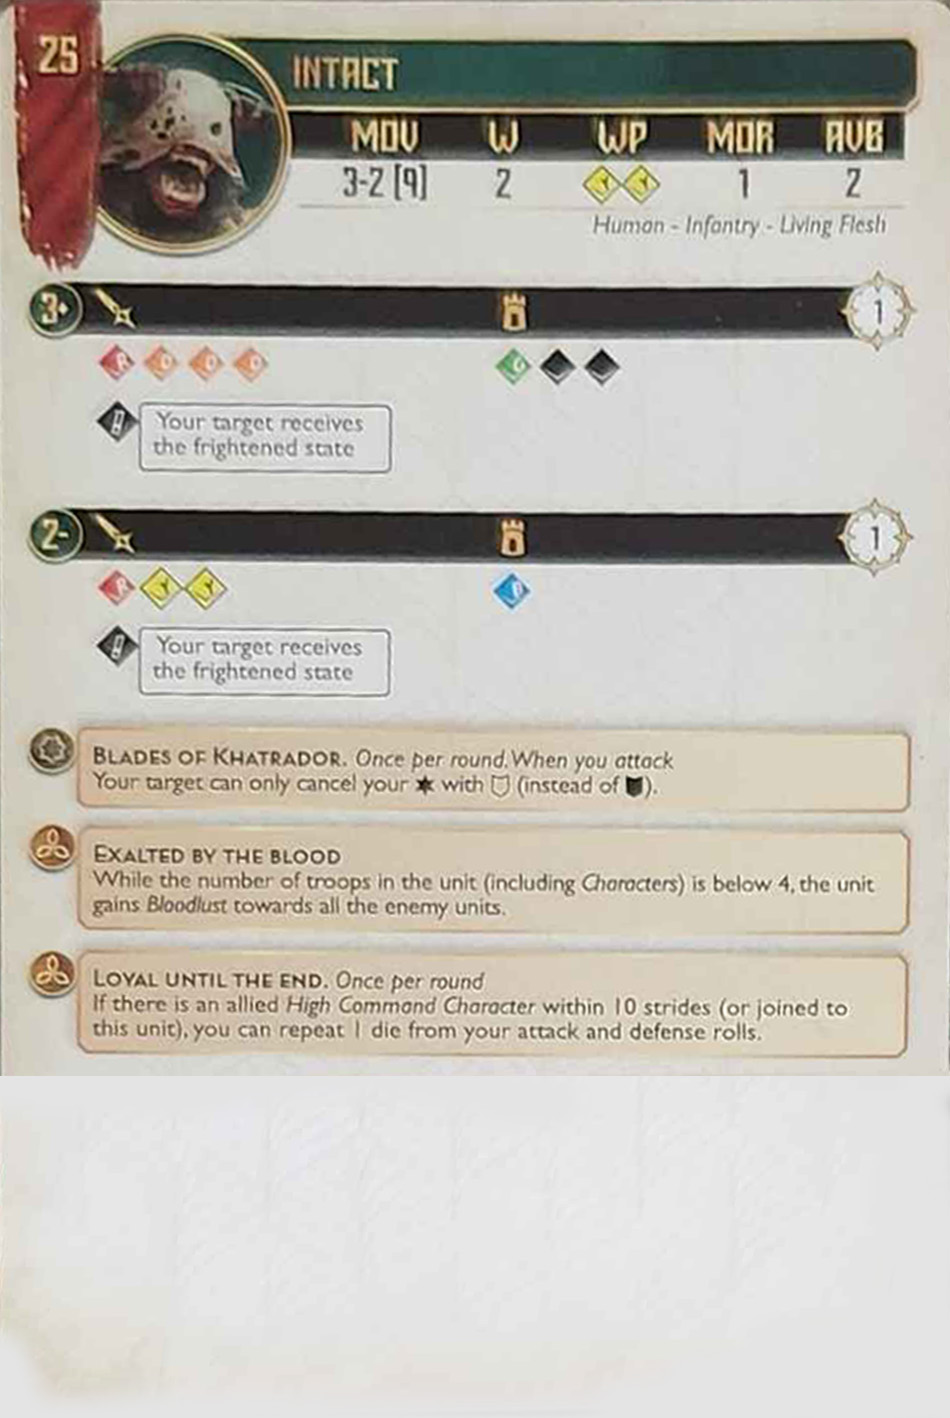 25
INTACT
MOV W WP MOR AVB
3-2 [9] 2 Y Y 1 2
Human - Infantry - Living Flesh
3+ 1
R O O O G
Your target receives
the frightened state
2- 1
R Y Y B
Your target receives
the frightened state
BLADES OF KHATRADOR. Once per round. When you attack
Your target can only cancel your ✶ with (instead of ).
EXALTED BY THE BLOOD
While the number of troops in the unit (including Characters) is below 4, the unit
gains Bloodlust towards all the enemy units.
LOYAL UNTIL THE END. Once per round
If there is an allied High Command Character within 10 strides (or joined to
this unit), you can repeat 1 die from your attack and defense rolls.